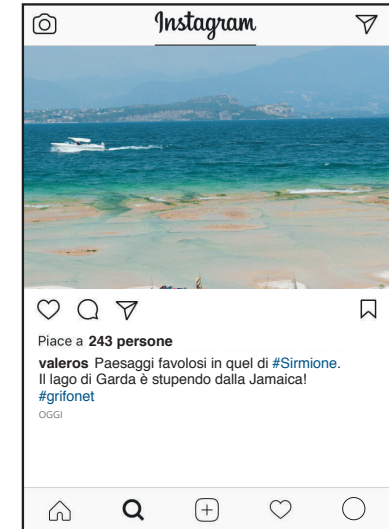 Instagram
Piace a 243 persone
valeros Paesaggi favolosi in quel di #Sirmione.
Il lago di Garda è stupendo dalla Jamaica!
#grifonet
OGGI